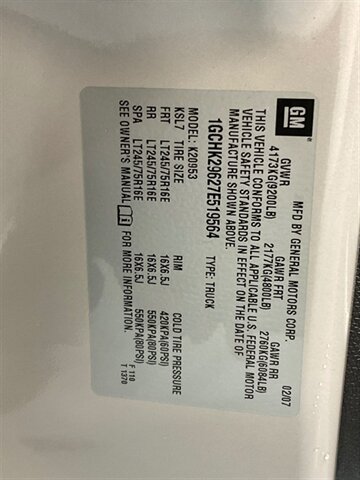 GM
MFD BY GENERAL MOTORS CORP.
02/07
GVWR GAWR FRT GAWR RR
4173KG(9200LB) 2177KG(4800LB) 2760KG(6084LB)
THIS VEHICLE CONFORMS TO ALL APPLICABLE U.S. FEDERAL MOTOR
VEHICLE SAFETY STANDARDS IN EFFECT ON THE DATE OF
MANUFACTURE SHOWN ABOVE.
1GCHK29627E519564 TYPE: TRUCK
MODEL: K20953
KSL7 TIRE SIZE RIM COLD TIRE PRESSURE
FRT LT245/75R16E 16X6.5J 420KPA(60PSI)
RR LT245/75R16E 16X6.5J 550KPA(80PSI)
SPA LT245/75R16E 16X6.5J 550KPA(80PSI)
SEE OWNER'S MANUAL FOR MORE INFORMATION.
F 110
T 1370